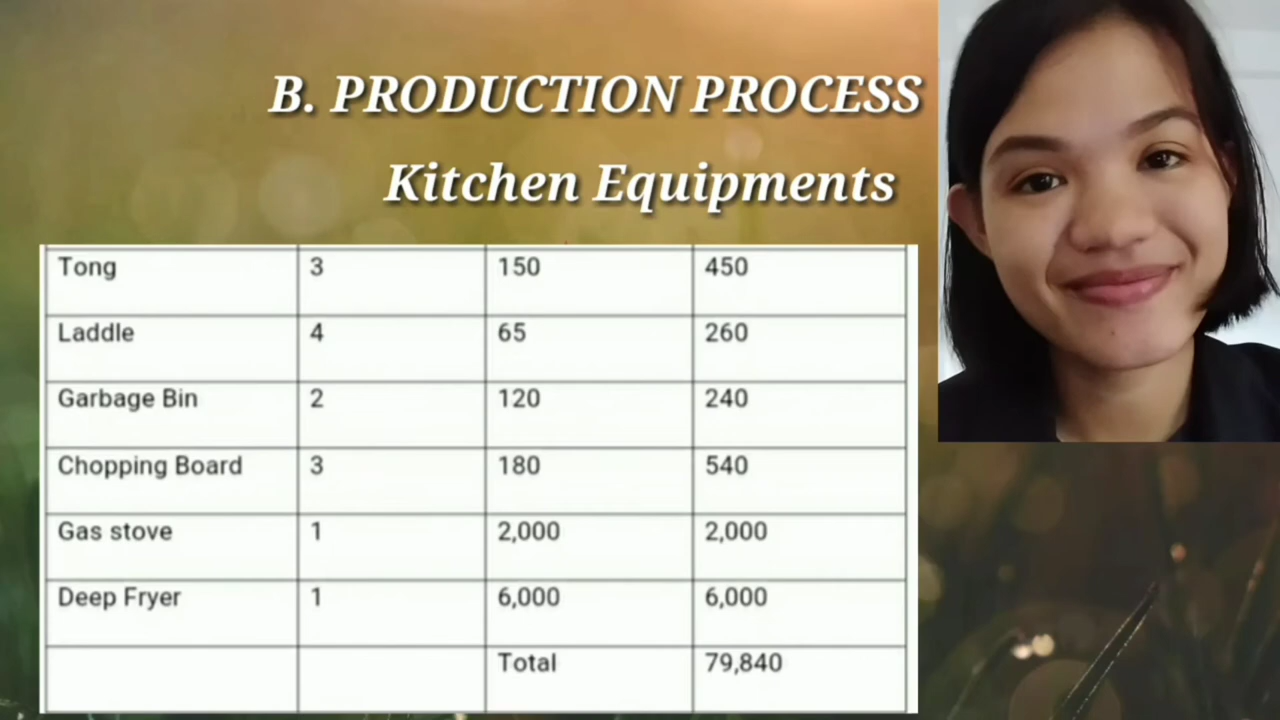 B. PRODUCTION PROCESS
Kitchen Equipments
Tong 3 150 450
Laddle 4 65 260
Garbage Bin 2 120 240
Chopping Board 3 180 540
Gas stove 1 2,000 2,000
Deep Fryer 1 6,000 6,000
Total 79,840